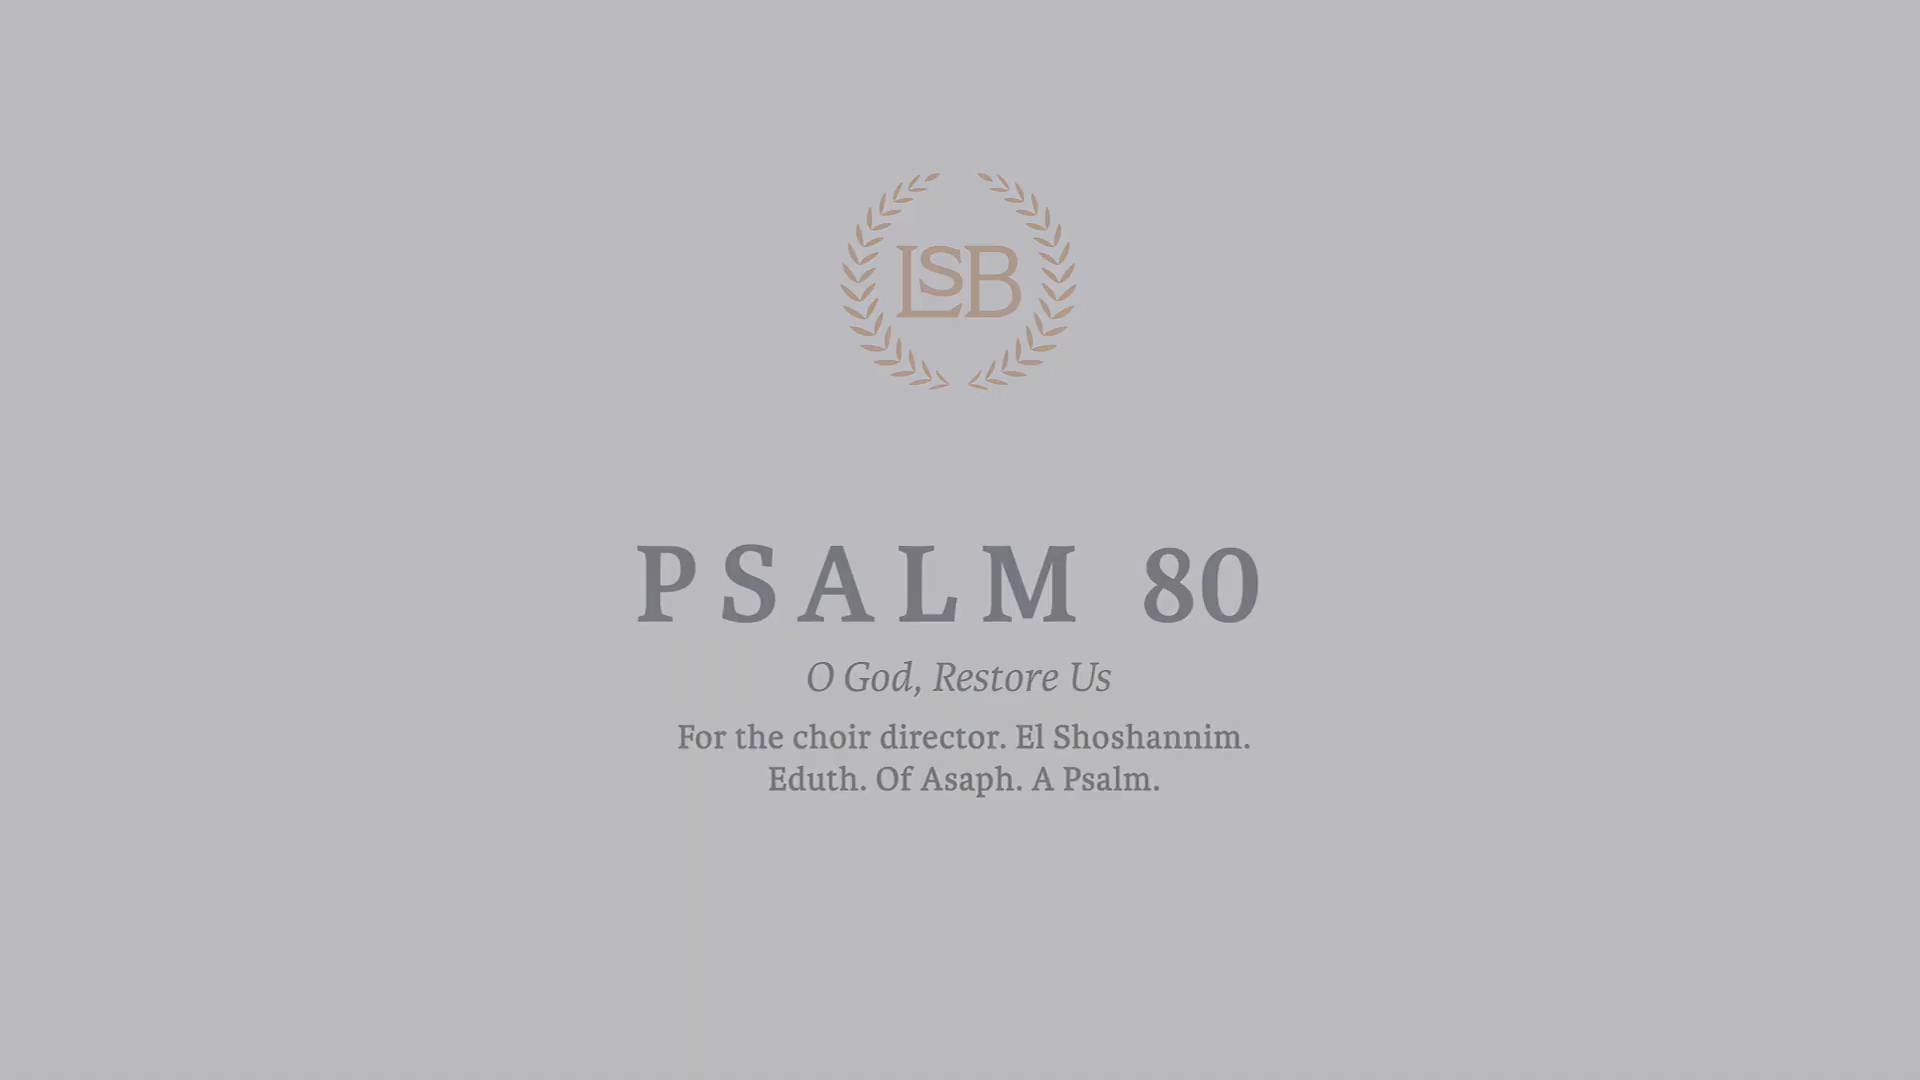 LSB
PSALM 80
O God, Restore Us
For the choir director. El Shoshannim.
Eduth. Of Asaph. A Psalm.